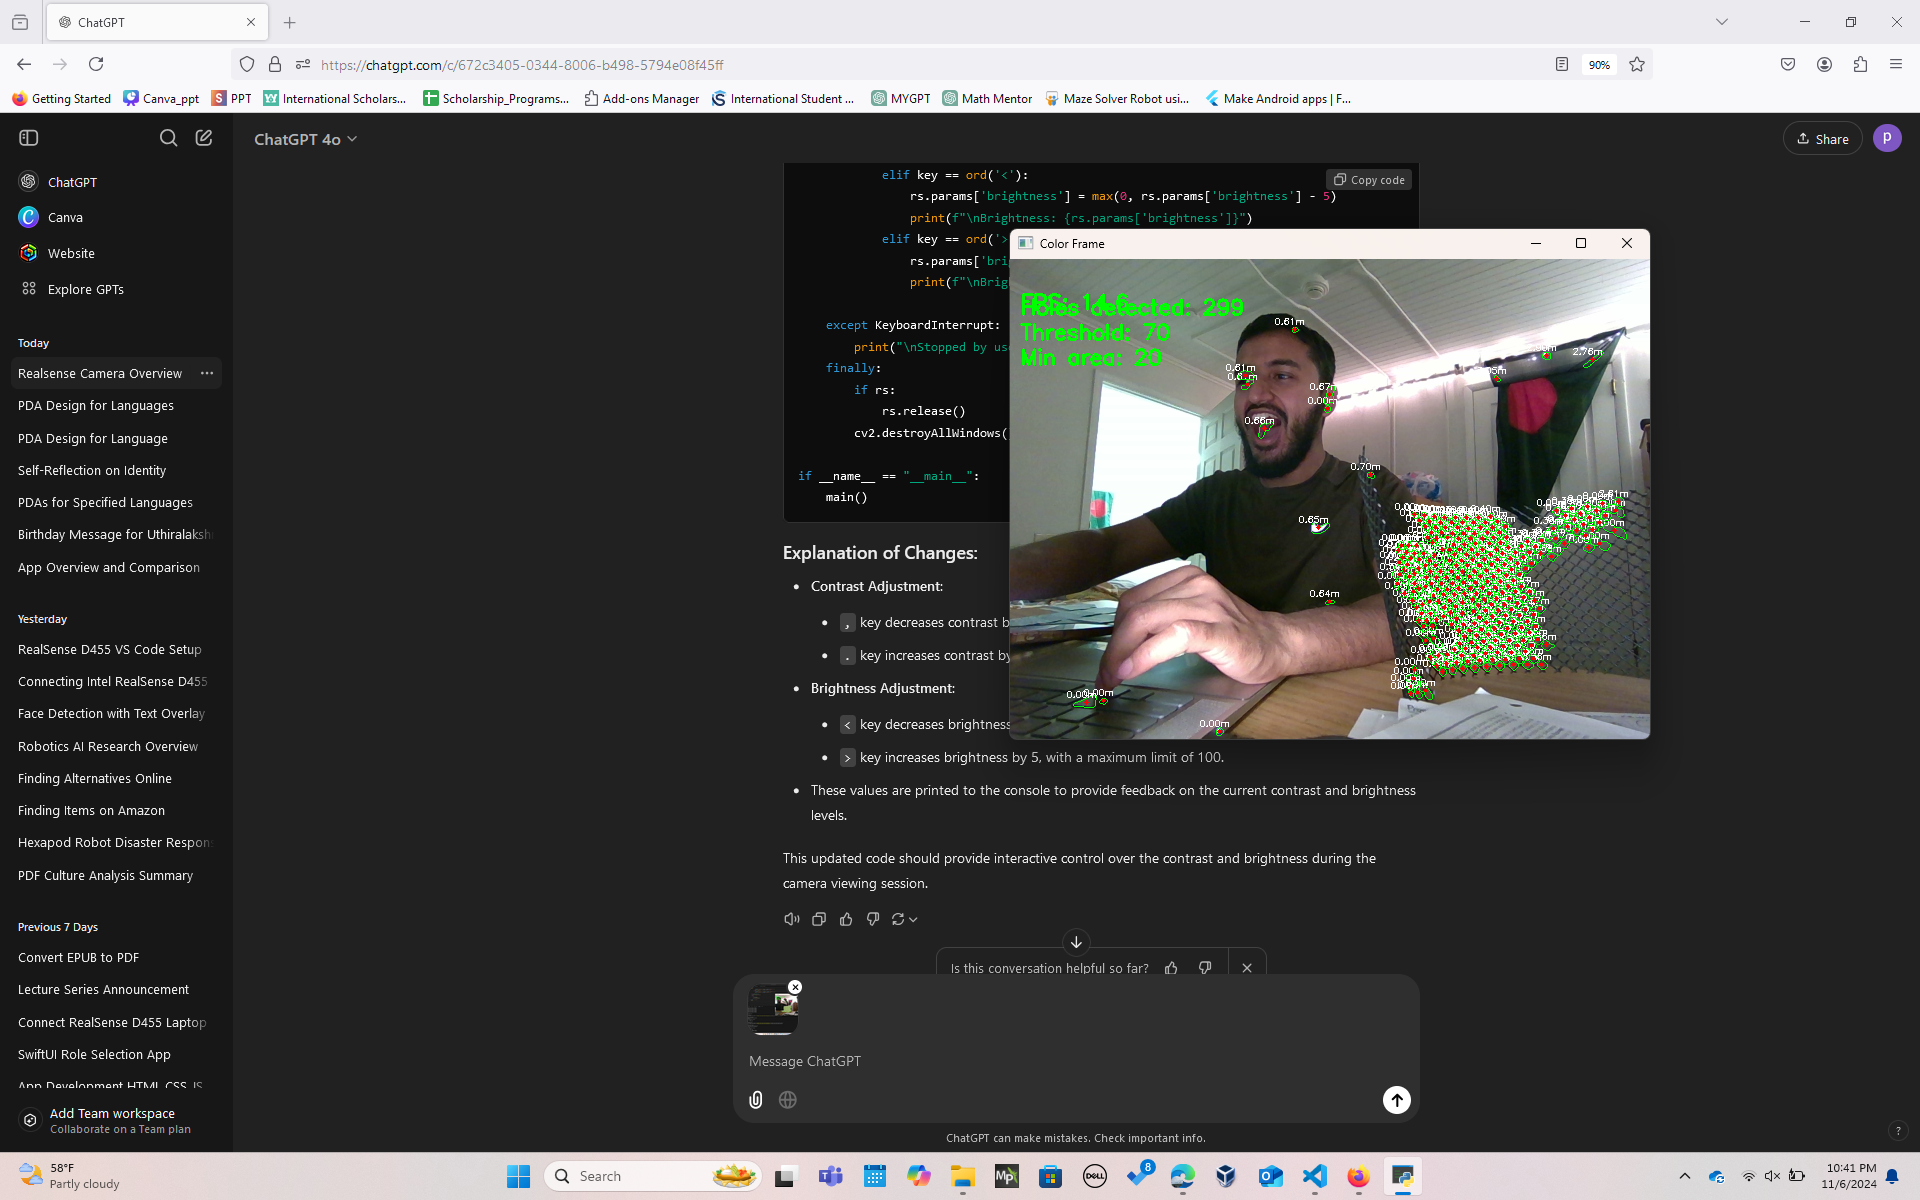 ChatGPT
https://chatgpt.com/c/672c3405-0344-8006-b498-5794e08f45ff
90%
Getting Started
Canva_ppt
PPT
International Scholars...
Scholarship_Programs...
Add-ons Manager
International Student ...
MYGPT
Math Mentor
Maze Solver Robot usi...
Make Android apps | F...
ChatGPT
Canva
Website
Explore GPTs
Today
Realsense Camera Overview
PDA Design for Languages
PDA Design for Language
Self-Reflection on Identity
PDAs for Specified Languages
Birthday Message for Uthiralaksh
App Overview and Comparison
Yesterday
RealSense D455 VS Code Setup
Connecting Intel RealSense D455
Face Detection with Text Overlay
Robotics AI Research Overview
Finding Alternatives Online
Finding Items on Amazon
Hexapod Robot Disaster Respon
PDF Culture Analysis Summary
Previous 7 Days
Convert EPUB to PDF
Lecture Series Announcement
Connect RealSense D455 Laptop
SwiftUI Role Selection App
App Development HTML CSS JS
Add Team workspace
Collaborate on a Team plan
ChatGPT 4o
Share
P
Copy code
elif key == ord('<'):
rs.params['brightness'] = max(0, rs.params['brightness'] - 5)
print(f"\nBrightness: {rs.params['brightness']}")
elif key == ord('>
rs.params['bri
print(f"\nBrig
except KeyboardInterrupt:
print("\nStopped by us
finally:
if rs:
rs.release()
cv2.destroyAllWindows(
if __name__ == "__main__":
main()
Explanation of Changes:
Contrast Adjustment:
, key decreases contrast b
. key increases contrast by
Brightness Adjustment:
< key decreases brightness
> key increases brightness by 5, with a maximum limit of 100.
These values are printed to the console to provide feedback on the current contrast and brightness
levels.
This updated code should provide interactive control over the contrast and brightness during the
camera viewing session.
Is this conversation helpful so far?
Message ChatGPT
ChatGPT can make mistakes. Check important info.
?
Color Frame
FPS: 14.6
Holes detected: 299
Threshold: 70
Min area: 20
0.61m
0.61m
0.67m
0.00m
0.66m
2.76m
0.70m
0.65m
0.64m
0.00m
0.00m
58°F
Partly cloudy
Search
Mp
DELL
8
10:41 PM
11/6/2024